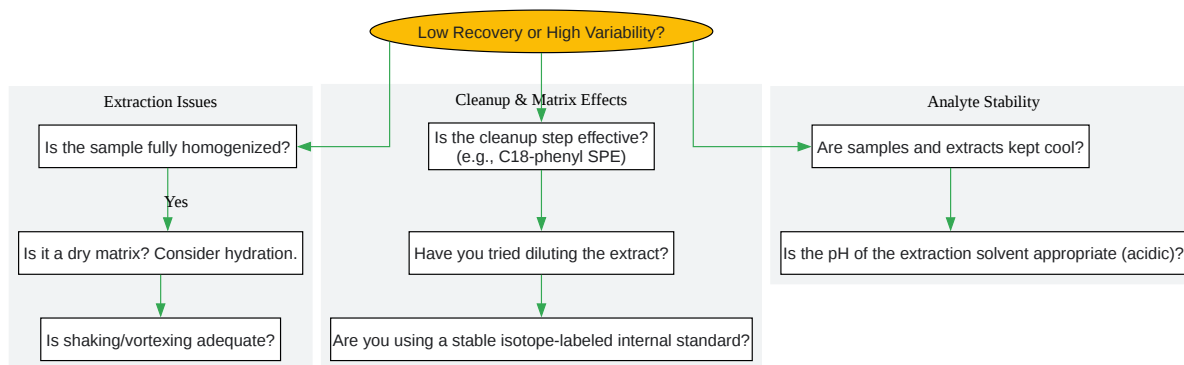 Low Recovery or High Variability?
Extraction Issues
Is the sample fully homogenized?
Yes
Is it a dry matrix? Consider hydration.
Is shaking/vortexing adequate?
Cleanup & Matrix Effects
Is the cleanup step effective?
(e.g., C18-phenyl SPE)
Have you tried diluting the extract?
Are you using a stable isotope-labeled internal standard?
Analyte Stability
Are samples and extracts kept cool?
Is the pH of the extraction solvent appropriate (acidic)?